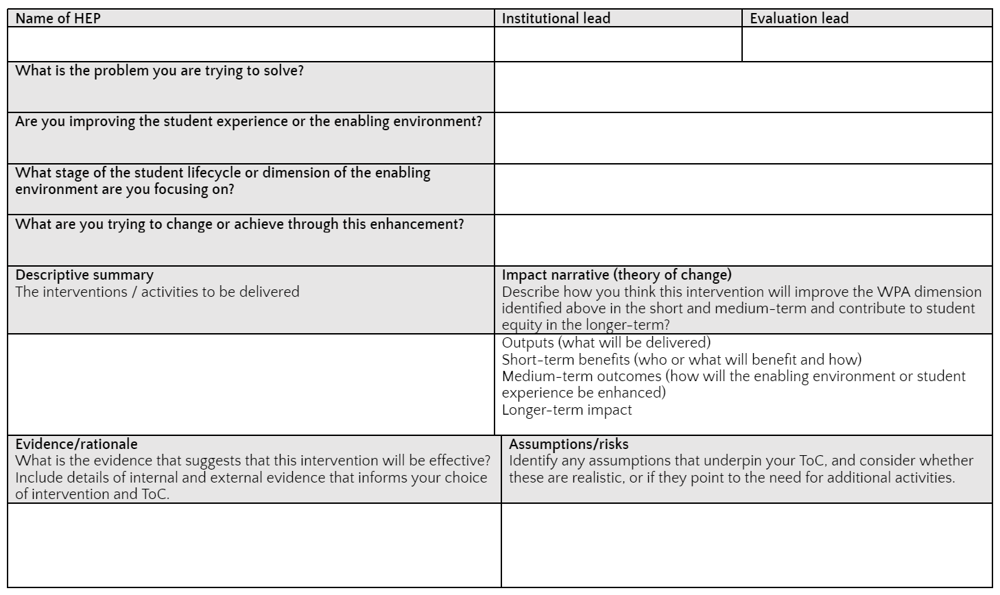 Name of HEP
Institutional lead
Evaluation lead
What is the problem you are trying to solve?
Are you improving the student experience or the enabling environment?
What stage of the student lifecycle or dimension of the enabling
environment are you focusing on?
What are you trying to change or achieve through this enhancement?
Descriptive summary
The interventions / activities to be delivered
Impact narrative (theory of change)
Describe how you think this intervention will improve the WPA dimension
identified above in the short and medium-term and contribute to student
equity in the longer-term?
Outputs (what will be delivered)
Short-term benefits (who or what will benefit and how)
Medium-term outcomes (how will the enabling environment or student
experience be enhanced)
Longer-term impact
Evidence/rationale
What is the evidence that suggests that this intervention will be effective?
Include details of internal and external evidence that informs your choice
of intervention and ToC.
Assumptions/risks
Identify any assumptions that underpin your ToC, and consider whether
these are realistic, or if they point to the need for additional activities.